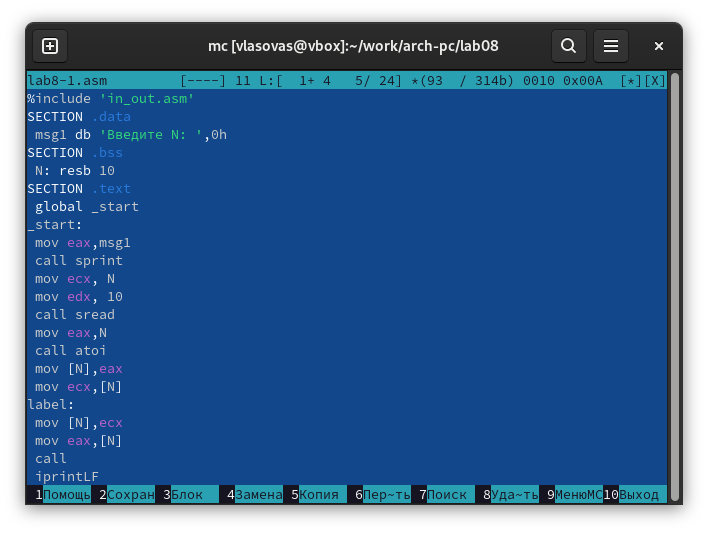 mc [vlasovas@vbox]:~/work/arch-pc/lab08
lab8-1.asm [----] 11 L:[ 1+ 4 5/ 24] *(93 / 314b) 0010 0x00A [*][X]
%include 'in_out.asm'
SECTION .data
msg1 db 'Введите N: ',0h
SECTION .bss
N: resb 10
SECTION .text
global _start
_start:
mov eax,msg1
call sprint
mov ecx, N
mov edx, 10
call sread
mov eax,N
call atoi
mov [N],eax
mov ecx,[N]
label:
mov [N],ecx
mov eax,[N]
call
iprintLF
1Помощь 2Сохран 3Блок 4Замена 5Копия 6Пер~ть 7Поиск 8Уда~ть 9МенюMC 10Выход